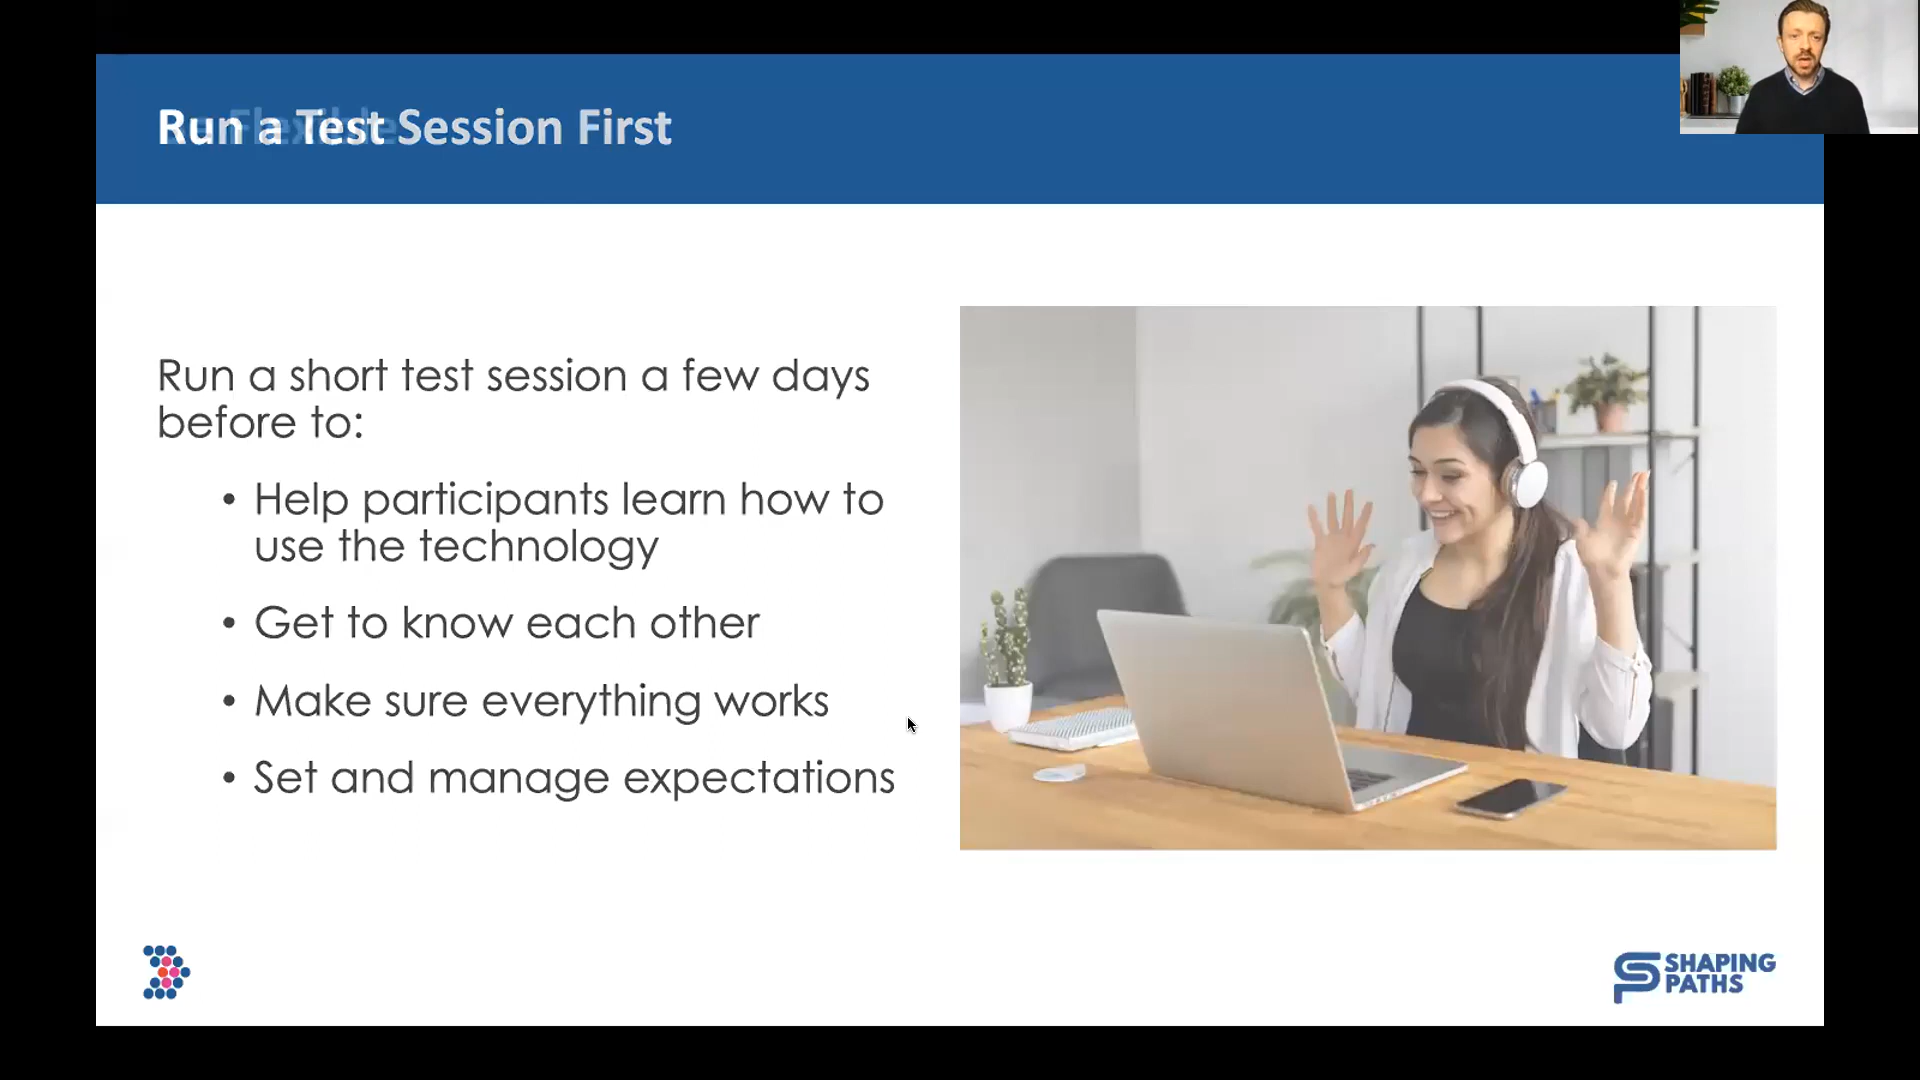 Run a Test Session First
Run a short test session a few days
before to:
• Help participants learn how to
use the technology
• Get to know each other
• Make sure everything works
• Set and manage expectations
SHAPING
PATHS